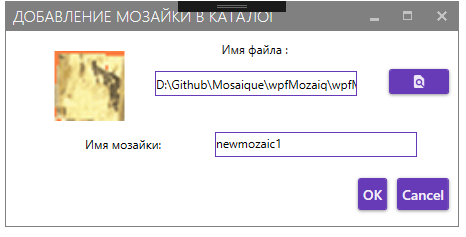 ДОБАВЛЕНИЕ МОЗАЙКИ В КАТАЛОГ
Имя файла :
D:\Github\Mosaique\wpfMozaiq\wpfM
Имя мозайки:
newmozaic1
OK
Cancel